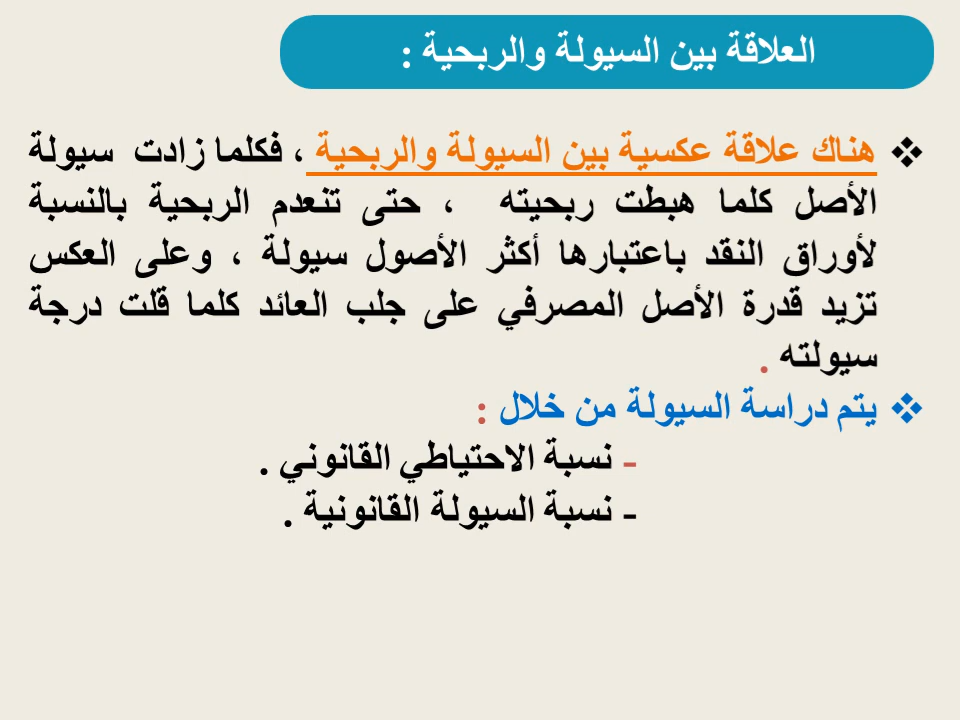 العلاقة بين السيولة والربحية :
❖ هناك علاقة عكسية بين السيولة والربحية ، فكلما زادت سيولة
الأصل كلما هبطت ربحيته ، حتى تنعدم الربحية بالنسبة
لأوراق النقد باعتبارها أكثر الأصول سيولة ، وعلى العكس
تزيد قدرة الأصل المصرفي على جلب العائد كلما قلت درجة
سيولته .
❖ يتم دراسة السيولة من خلال :
- نسبة الاحتياطي القانوني .
- نسبة السيولة القانونية .